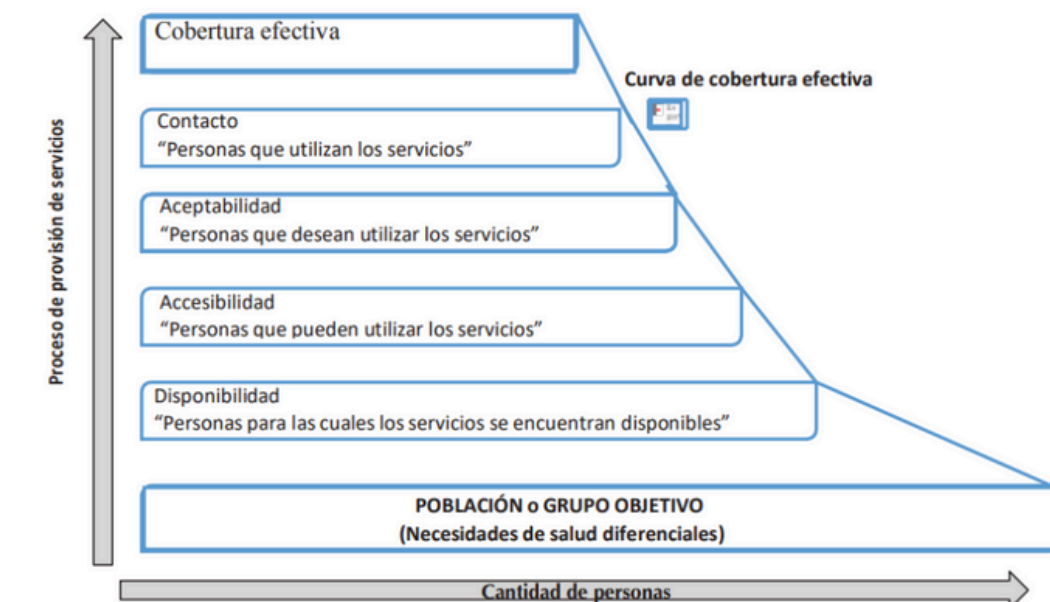 Cobertura efectiva
Curva de cobertura efectiva
Contacto
“Personas que utilizan los servicios”
Aceptabilidad
“Personas que desean utilizar los servicios”
Accesibilidad
“Personas que pueden utilizar los servicios”
Disponibilidad
“Personas para las cuales los servicios se encuentran disponibles”
POBLACIÓN o GRUPO OBJETIVO
(Necesidades de salud diferenciales)
Proceso de provisión de servicios
Cantidad de personas